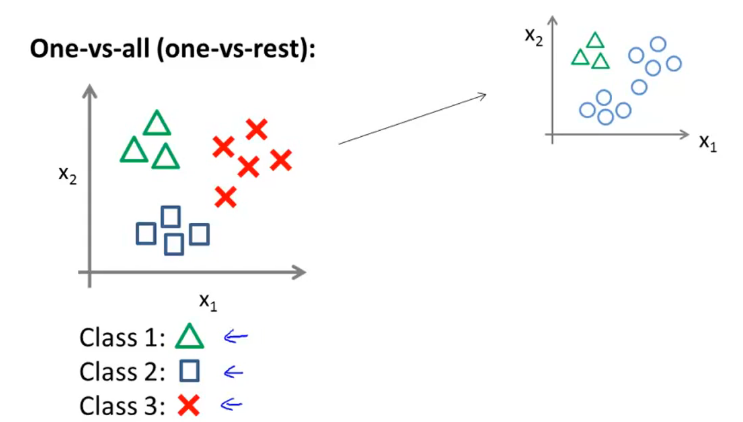 One-vs-all (one-vs-rest):
x₂
x₁
x₂
x₁
Class 1:
Class 2:
Class 3: